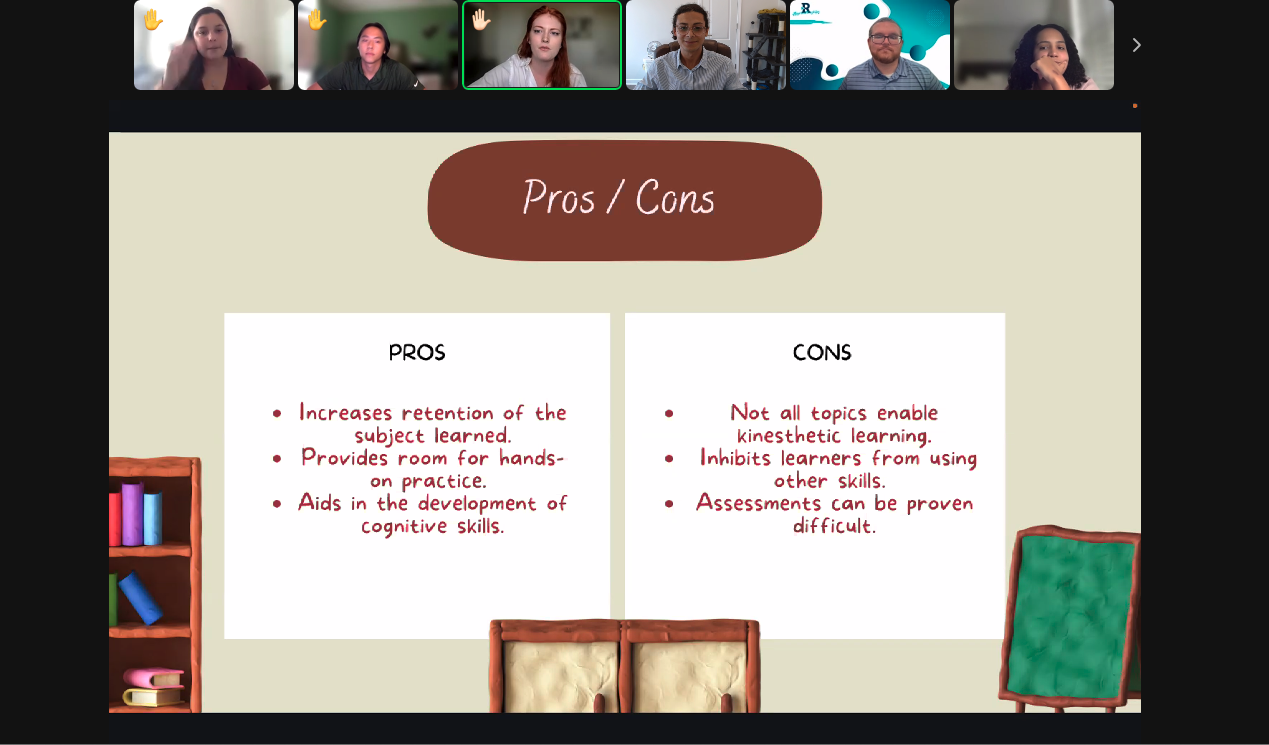 R
Pros / Cons
PROS
Increases retention of the
subject learned.
Provides room for hands-
on practice.
Aids in the development of
cognitive skills.
CONS
Not all topics enable
kinesthetic learning.
Inhibits learners from using
other skills.
Assessments can be proven
difficult.